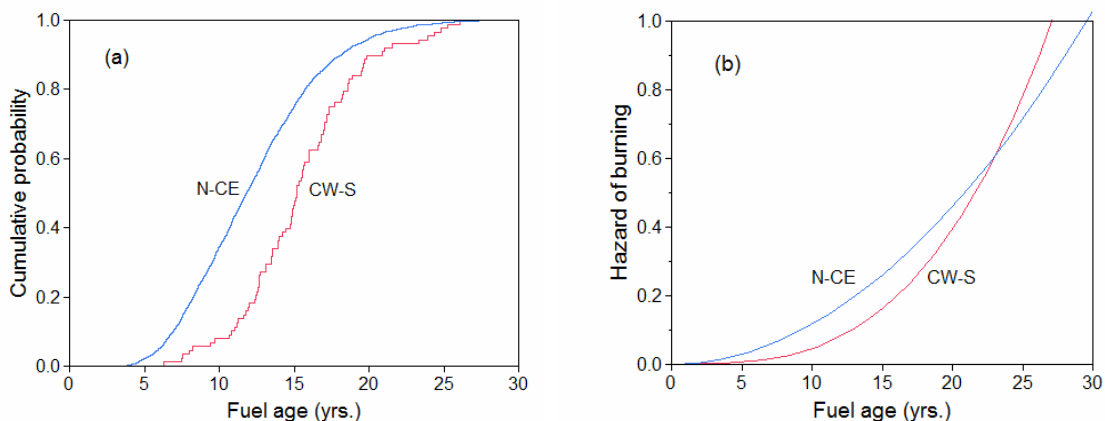 (a)
Cumulative probability
1.0
0.8
0.6
0.4
0.2
0.0
N-CE
CW-S
0 5 10 15 20 25 30
Fuel age (yrs.)
(b)
Hazard of burning
1.0
0.8
0.6
0.4
0.2
0.0
N-CE
CW-S
0 5 10 15 20 25 30
Fuel age (yrs.)